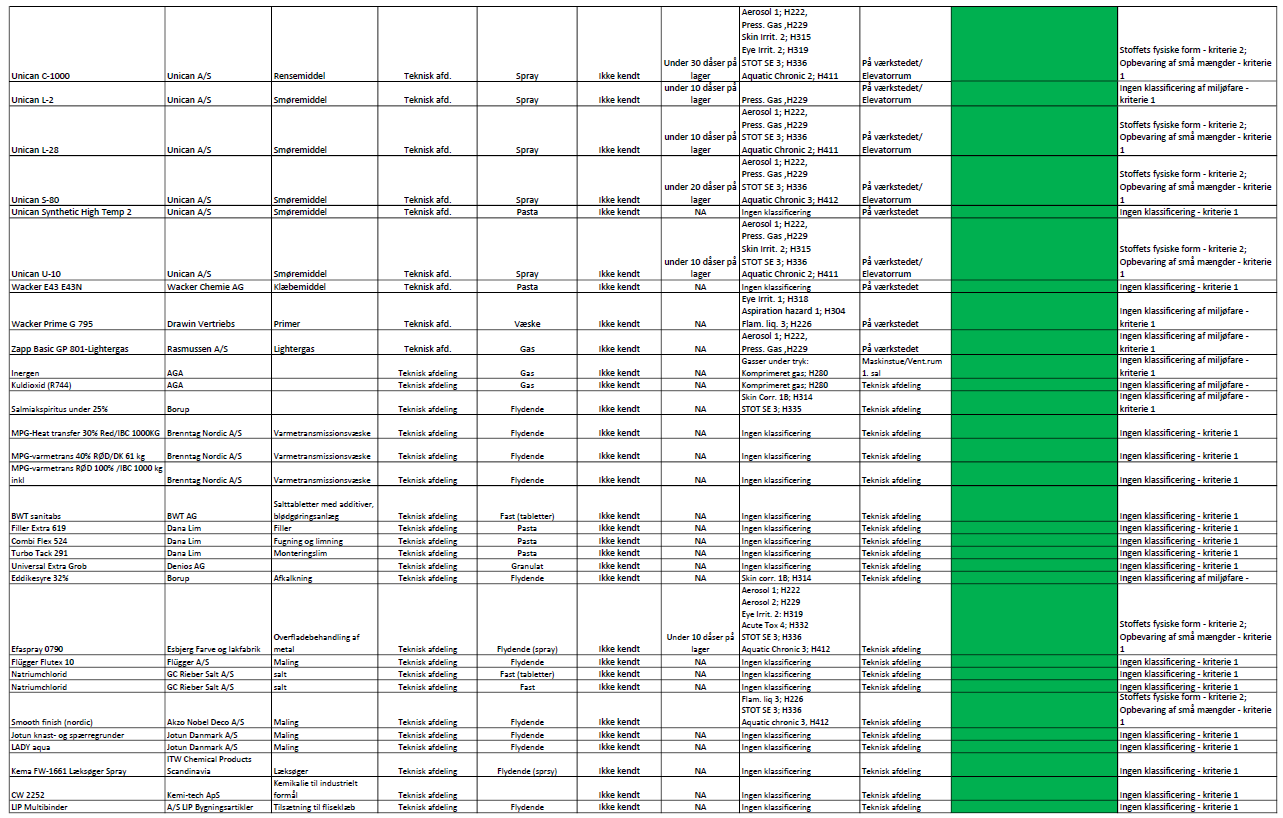 Unican C-1000 Unican A/S Rensemiddel Teknisk afd. Spray Ikke kendt Under 30 dåser på lager Aerosol 1; H222, Press. Gas ,H229 Skin Irrit. 2; H315 Eye Irrit. 2; H319 STOT SE 3; H336 Aquatic Chronic 2; H411 På værkstedet/ Elevatorrum Stoffets fysiske form - kriterie 2; Opbevaring af små mængder - kriterie 1
Unican L-2 Unican A/S Smøremiddel Teknisk afd. Spray Ikke kendt under 10 dåser på lager Press. Gas ,H229 På værkstedet/ Elevatorrum Ingen klassificering af miljøfare - kriterie 1
Unican L-28 Unican A/S Smøremiddel Teknisk afd. Spray Ikke kendt under 10 dåser på lager Aerosol 1; H222, Press. Gas ,H229 STOT SE 3; H336 Aquatic Chronic 2; H411 På værkstedet/ Elevatorrum Stoffets fysiske form - kriterie 2; Opbevaring af små mængder - kriterie 1
Unican S-80 Unican A/S Smøremiddel Teknisk afd. Spray Ikke kendt under 20 dåser på lager Aerosol 1; H222, Press. Gas ,H229 STOT SE 3; H336 Aquatic Chronic 3; H412 På værkstedet/ Elevatorrum Stoffets fysiske form - kriterie 2; Opbevaring af små mængder - kriterie 1
Unican Synthetic High Temp 2 Unican A/S Smøremiddel Teknisk afd. Pasta Ikke kendt NA Ingen klassificering På værkstedet Ingen klassificering - kriterie 1
Unican U-10 Unican A/S Smøremiddel Teknisk afd. Spray Ikke kendt under 10 dåser på lager Aerosol 1; H222, Press. Gas ,H229 Skin Irrit. 2; H315 STOT SE 3; H336 Aquatic Chronic 2; H411 På værkstedet/ Elevatorrum Stoffets fysiske form - kriterie 2; Opbevaring af små mængder - kriterie 1
Wacker E43 E43N Wacker Chemie AG Klæbemiddel Teknisk afd. Pasta Ikke kendt NA Ingen klassificering På værkstedet Ingen klassificering - kriterie 1
Wacker Prime G 795 Drawin Vertriebs Primer Teknisk afd. Væske Ikke kendt NA Eye Irrit. 1; H318 Aspiration hazard 1; H304 Flam. liq. 3; H226 På værkstedet Ingen klassificering af miljøfare - kriterie 1
Zapp Basic GP 801-Lightergas Rasmussen A/S Lightergas Teknisk afd. Gas Ikke kendt NA Aerosol 1; H222, Press. Gas ,H229 På værkstedet Ingen klassificering af miljøfare - kriterie 1
Inergen AGA Teknisk afdeling Gas Ikke kendt NA Gasser under tryk: Komprimeret gas; H280 Maskinstue/Vent.rum 1. sal Ingen klassificering af miljøfare - kriterie 1
Kuldioxid (R744) AGA Teknisk afdeling Gas Ikke kendt NA Komprimeret gas; H280 Teknisk afdeling Ingen klassificering af miljøfare -
Salmiakspiritus under 25% Borup Teknisk afdeling Flydende Ikke kendt NA Skin Corr. 1B; H314 STOT SE 3; H335 Teknisk afdeling Ingen klassificering af miljøfare - kriterie 1
MPG-Heat transfer 30% Red/IBC 1000KG Brenntag Nordic A/S Varmetransmissionsvæske Teknisk afdeling Flydende Ikke kendt NA Ingen klassificering Teknisk afdeling Ingen klassificering - kriterie 1
MPG-varmetrans 40% RØD/DK 61 kg Brenntag Nordic A/S Varmetransmissionsvæske Teknisk afdeling Flydende Ikke kendt NA Ingen klassificering Teknisk afdeling Ingen klassificering - kriterie 1
MPG-varmetrans RØD 100% /IBC 1000 kg inkl Brenntag Nordic A/S Varmetransmissionsvæske Teknisk afdeling Flydende Ikke kendt NA Ingen klassificering Teknisk afdeling Ingen klassificering - kriterie 1
BWT sanitabs BWT AG Salttabletter med additiver, blødgøringsanlæg Teknisk afdeling Fast (tabletter) Ikke kendt NA Ingen klassificering Teknisk afdeling Ingen klassificering - kriterie 1
Filler Extra 619 Dana Lim Filler Teknisk afdeling Pasta Ikke kendt NA Ingen klassificering Teknisk afdeling Ingen klassificering - kriterie 1
Combi Flex 524 Dana Lim Fugning og limning Teknisk afdeling Pasta Ikke kendt NA Ingen klassificering Teknisk afdeling Ingen klassificering - kriterie 1
Turbo Tack 291 Dana Lim Monteringslim Teknisk afdeling Pasta Ikke kendt NA Ingen klassificering Teknisk afdeling Ingen klassificering - kriterie 1
Universal Extra Grob Denios AG Teknisk afdeling Granulat Ikke kendt NA Ingen klassificering Teknisk afdeling Ingen klassificering - kriterie 1
Eddikesyre 32% Borup Afkalkning Teknisk afdeling Flydende Ikke kendt NA Skin corr. 1B; H314 Teknisk afdeling Ingen klassificering af miljøfare -
Efaspray 0790 Esbjerg Farve og lakfabrik Overfladebehandling af metal Teknisk afdeling Flydende (spray) Ikke kendt Under 10 dåser på lager Aerosol 1; H222 Aerosol 2; H229 Eye Irrit. 2: H319 Acute Tox 4; H332 STOT SE 3; H336 Aquatic Chronic 3; H412 Teknisk afdeling Stoffets fysiske form - kriterie 2; Opbevaring af små mængder - kriterie 1
Flügger Flutex 10 Flügger A/S Maling Teknisk afdeling Flydende Ikke kendt NA Ingen klassificering Teknisk afdeling Ingen klassificering - kriterie 1
Natriumchlorid GC Rieber Salt A/S salt Teknisk afdeling Fast (tabletter) Ikke kendt NA Ingen klassificering Teknisk afdeling Ingen klassificering - kriterie 1
Natriumchlorid GC Rieber Salt A/S salt Teknisk afdeling Fast Ikke kendt NA Ingen klassificering Teknisk afdeling Ingen klassificering - kriterie 1
Smooth finish (nordic) Akzo Nobel Deco A/S Maling Teknisk afdeling Flydende Ikke kendt Flam. liq 3; H226 STOT SE 3; H336 Aquatic chronic 3, H412 Teknisk afdeling Stoffets fysiske form - kriterie 2; Opbevaring af små mængder - kriterie 1
Jotun knast- og spærregrunder Jotun Danmark A/S Maling Teknisk afdeling Flydende Ikke kendt NA Ingen klassificering Teknisk afdeling Ingen klassificering - kriterie 1
LADY aqua Jotun Danmark A/S Maling Teknisk afdeling Flydende Ikke kendt NA Ingen klassificering Teknisk afdeling Ingen klassificering - kriterie 1
Kema FW-1661 Læksøger Spray ITW Chemical Products Scandinavia Læksøger Teknisk afdeling Flydende (sprsy) Ikke kendt NA Ingen klassificering Teknisk afdeling Ingen klassificering - kriterie 1
CW 2252 Kemi-tech ApS Kemikalie til industrielt formål Teknisk afdeling Ikke kendt NA Ingen klassificering Teknisk afdeling Ingen klassificering - kriterie 1
LIP Multibinder A/S LIP Bygningsartikler Tilsætning til fliseklæb Teknisk afdeling Flydende Ikke kendt NA Ingen klassificering Teknisk afdeling Ingen klassificering - kriterie 1